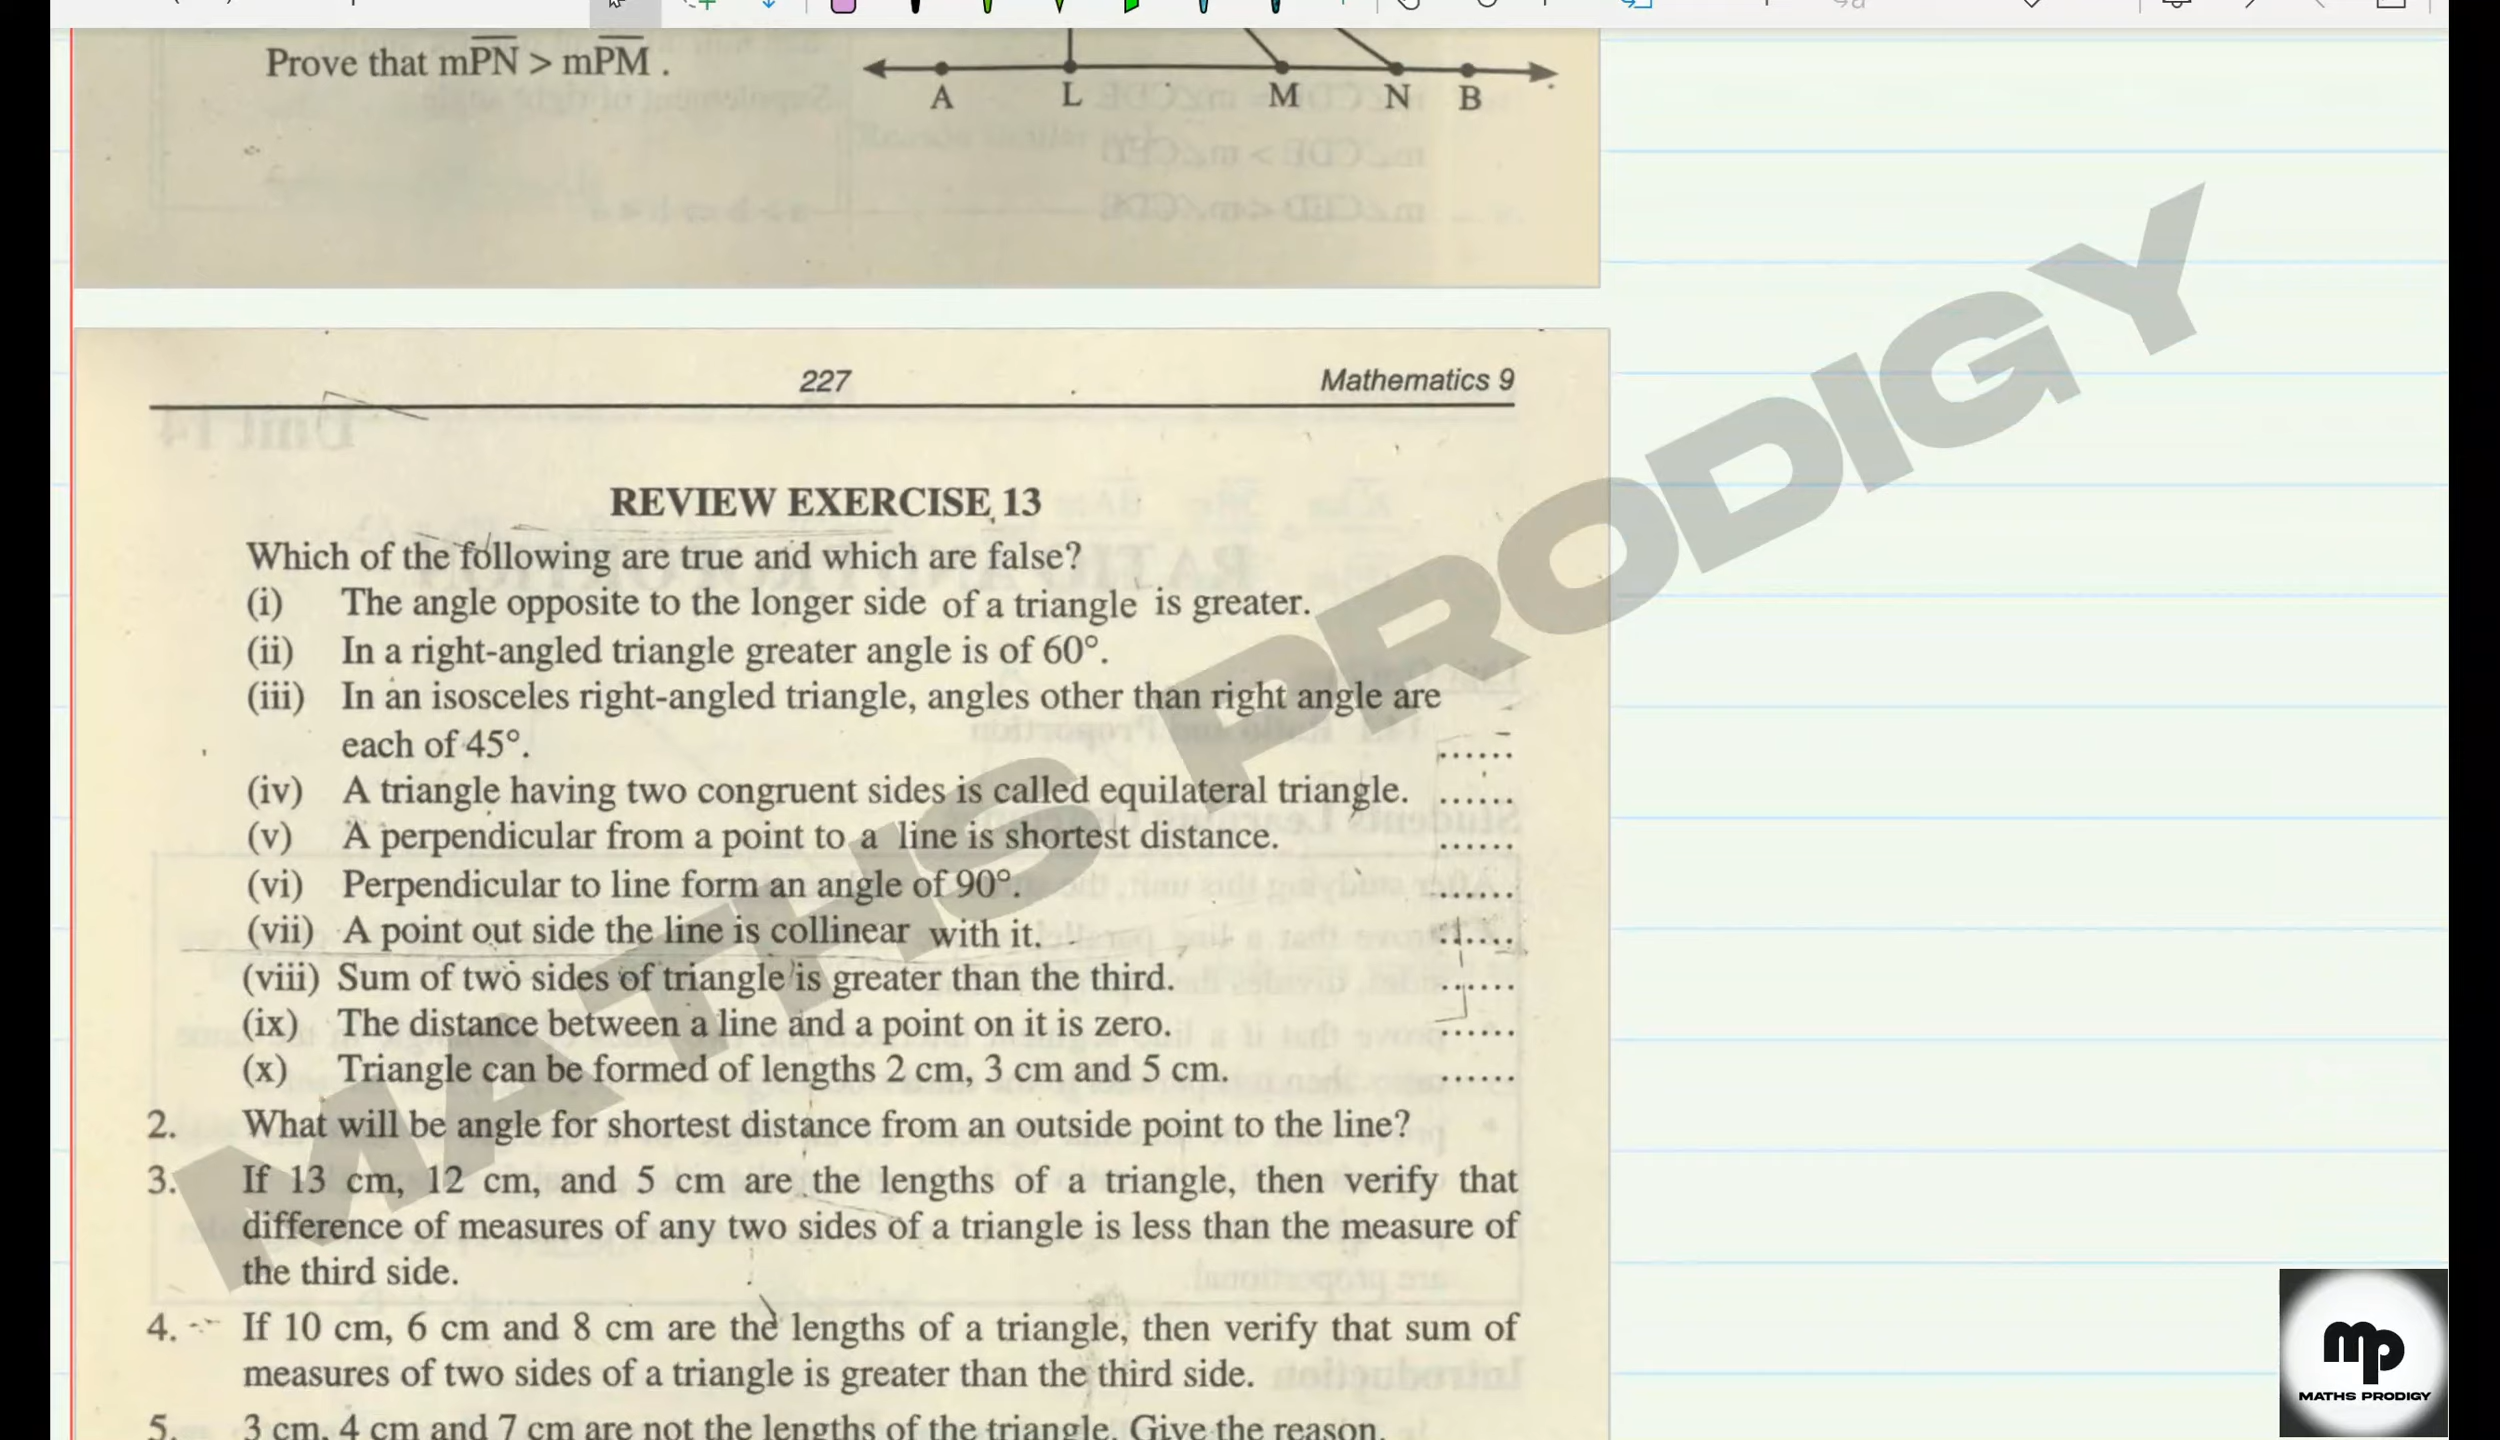 Prove that mPN > mPM .
A L M N B
227 Mathematics 9
REVIEW EXERCISE 13
Which of the following are true and which are false?
(i) The angle opposite to the longer side of a triangle is greater.
(ii) In a right-angled triangle greater angle is of 60°.
(iii) In an isosceles right-angled triangle, angles other than right angle are
each of 45°. ......
(iv) A triangle having two congruent sides is called equilateral triangle. ......
(v) A perpendicular from a point to a line is shortest distance. ......
(vi) Perpendicular to line form an angle of 90°. ......
(vii) A point out side the line is collinear with it. ......
(viii) Sum of two sides of triangle is greater than the third. ......
(ix) The distance between a line and a point on it is zero. ......
(x) Triangle can be formed of lengths 2 cm, 3 cm and 5 cm. ......
2. What will be angle for shortest distance from an outside point to the line?
3. If 13 cm, 12 cm, and 5 cm are the lengths of a triangle, then verify that
difference of measures of any two sides of a triangle is less than the measure of
the third side.
4. If 10 cm, 6 cm and 8 cm are the lengths of a triangle, then verify that sum of
measures of two sides of a triangle is greater than the third side.
5. 3 cm, 4 cm and 7 cm are not the lengths of the triangle. Give the reason.
MATHS PRODIGY
mp
MATHS PRODIGY